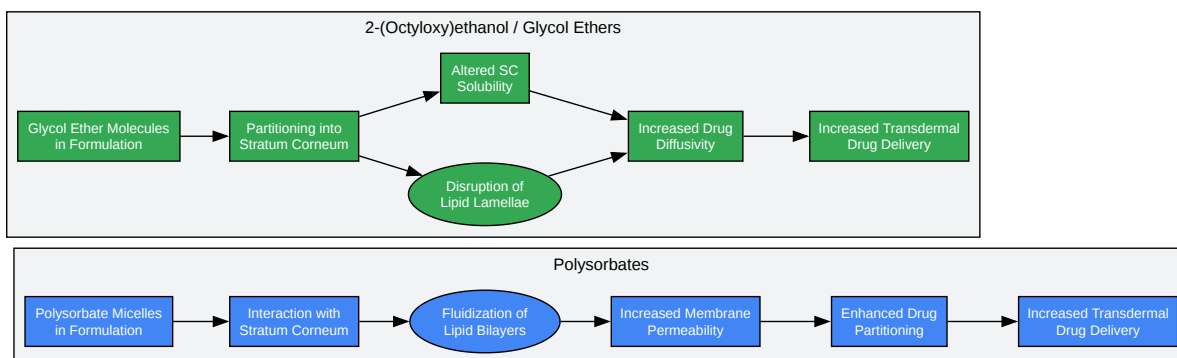 2-(Octyloxy)ethanol / Glycol Ethers
Glycol Ether Molecules
in Formulation
Partitioning into
Stratum Corneum
Altered SC
Solubility
Disruption of
Lipid Lamellae
Increased Drug
Diffusivity
Increased Transdermal
Drug Delivery
Polysorbates
Polysorbate Micelles
in Formulation
Interaction with
Stratum Corneum
Fluidization of
Lipid Bilayers
Increased Membrane
Permeability
Enhanced Drug
Partitioning
Increased Transdermal
Drug Delivery